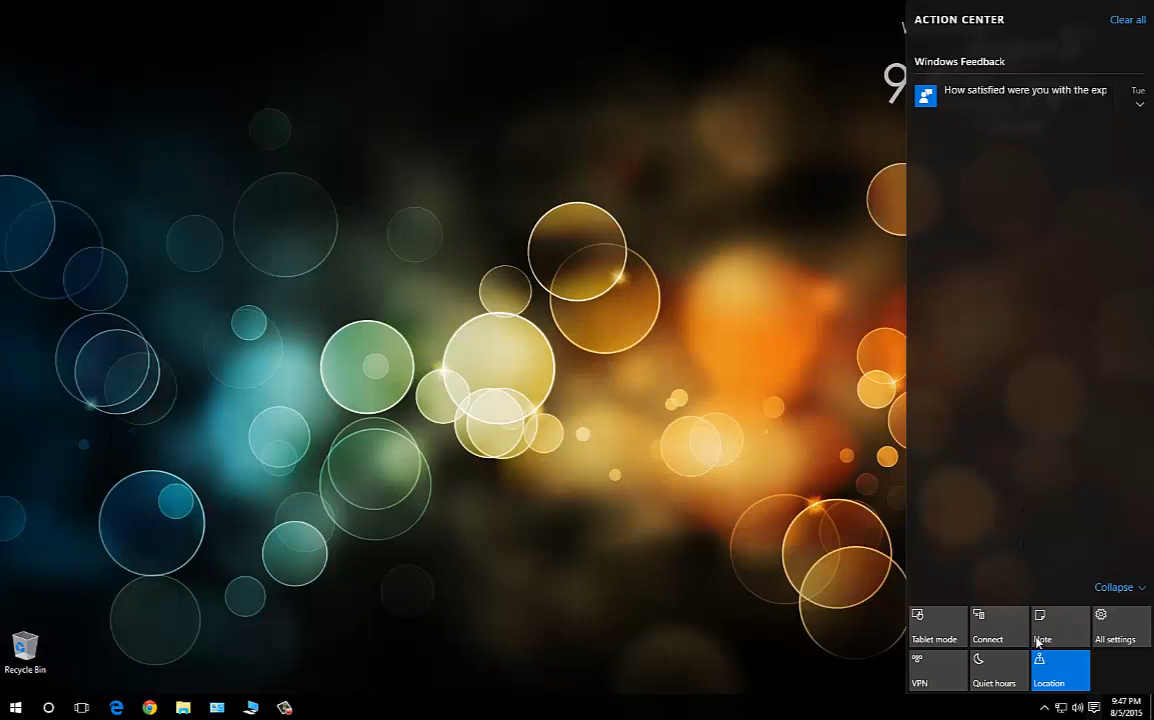 ACTION CENTER
Clear all
Windows Feedback
How satisfied were you with the exp
Tue
9
Collapse
Tablet mode
Connect
Note
All settings
VPN
Quiet hours
Location
Recycle Bin
9:47 PM
8/5/2015